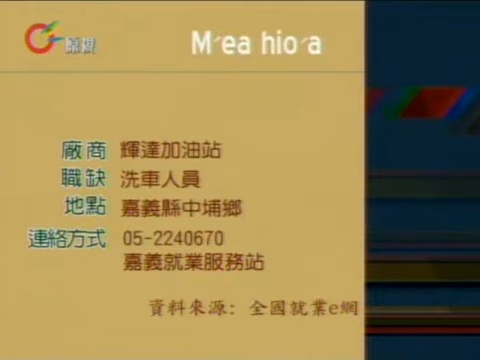 原視
M'ea hio'a
廠商 輝達加油站
職缺 洗車人員
地點 嘉義縣中埔鄉
連絡方式 05-2240670
嘉義就業服務站
資料來源: 全國就業e網